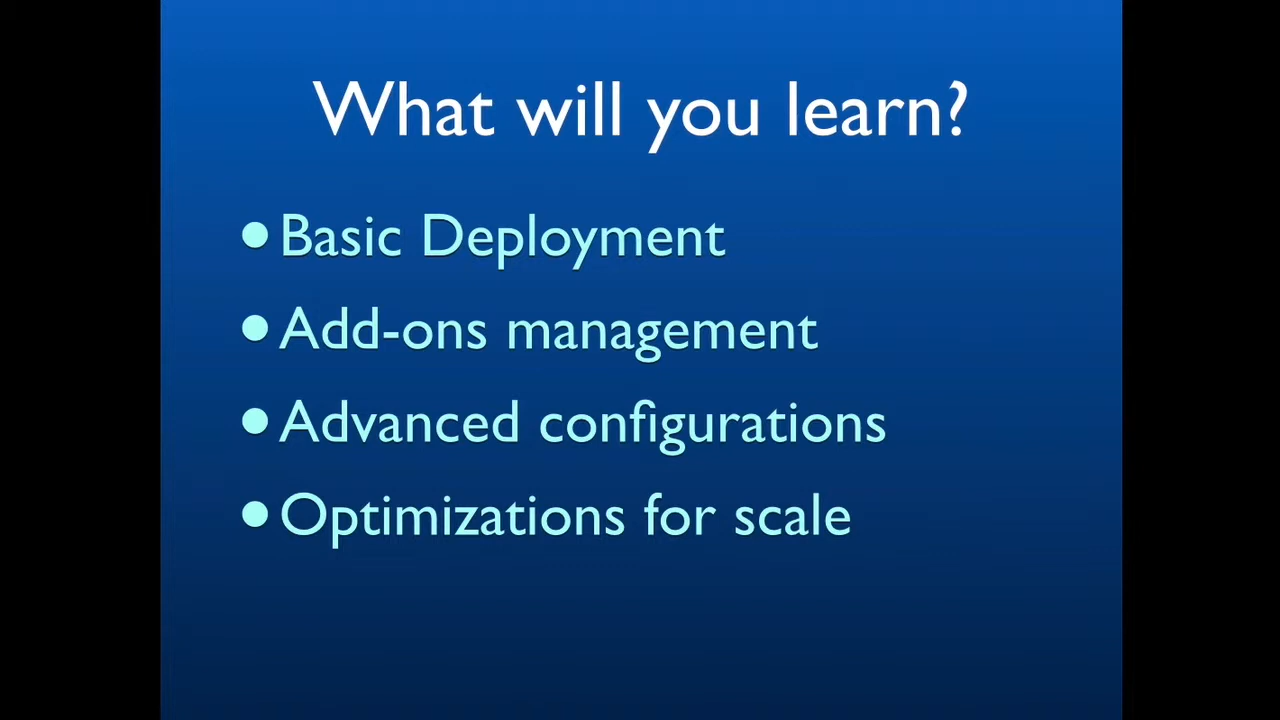 What will you learn?
• Basic Deployment
• Add-ons management
• Advanced configurations
• Optimizations for scale